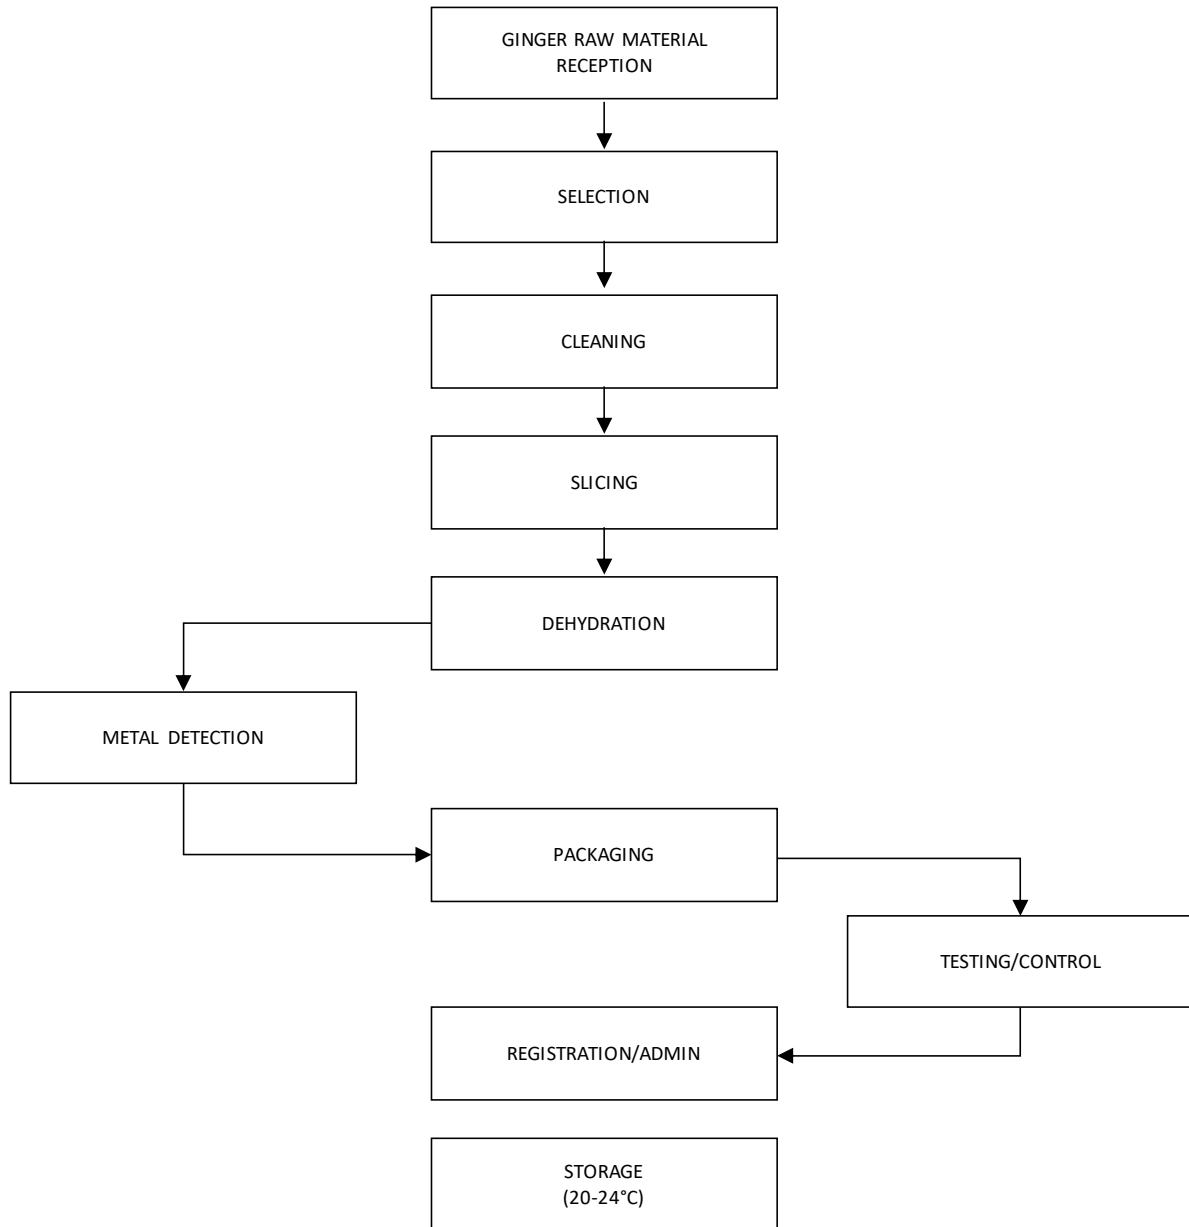 GINGER RAW MATERIAL
RECEPTION
SELECTION
CLEANING
SLICING
DEHYDRATION
METAL DETECTION
PACKAGING
TESTING/CONTROL
REGISTRATION/ADMIN
STORAGE
(20-24°C)